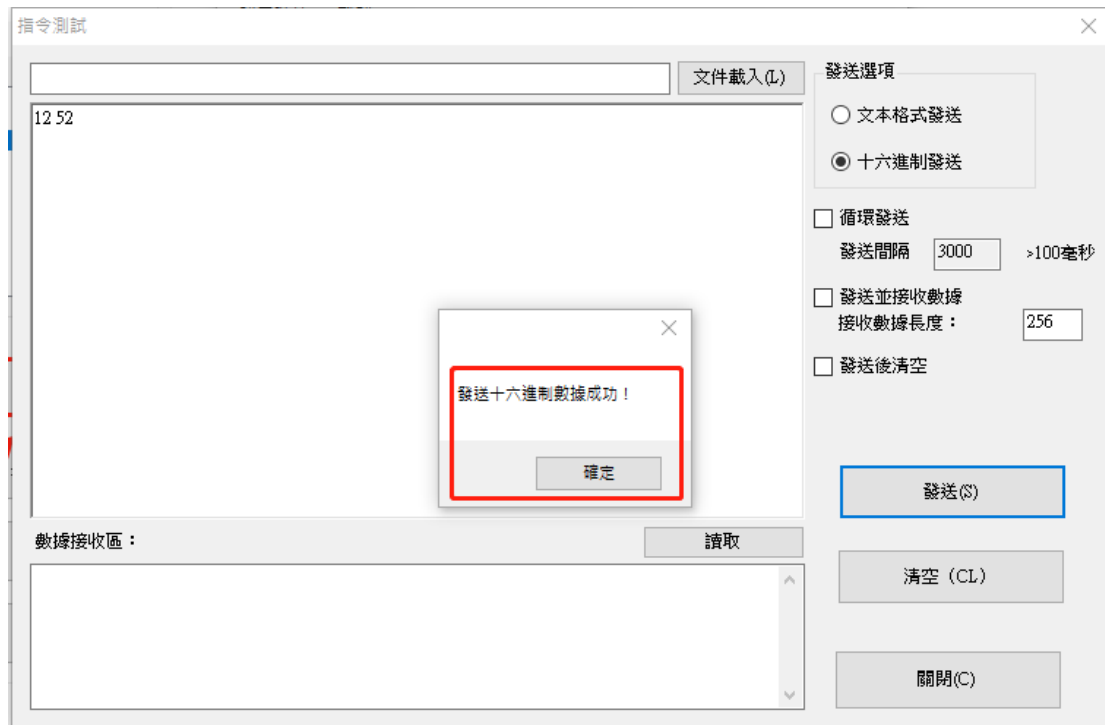 指令測試
文件載入(L)
12 52
發送選項
文本格式發送
十六進制發送
循環發送
發送間隔 3000 >100毫秒
發送並接收數據
接收數據長度： 256
發送後清空
發送十六進制數據成功！
確定
發送(S)
數據接收區：
讀取
清空（CL）
關閉(C)